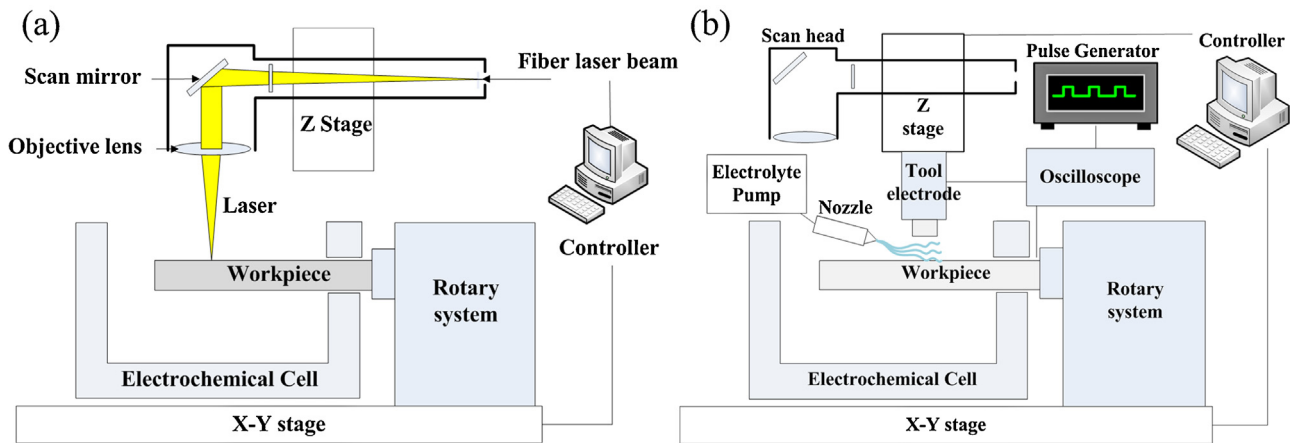 (a)
Scan mirror
Fiber laser beam
Z Stage
Objective lens
Laser
Controller
Workpiece
Rotary
system
Electrochemical Cell
X-Y stage
(b)
Scan head
Pulse Generator
Controller
Z
stage
Electrolyte
Pump
Tool
electrode
Oscilloscope
Nozzle
Workpiece
Rotary
system
Electrochemical Cell
X-Y stage